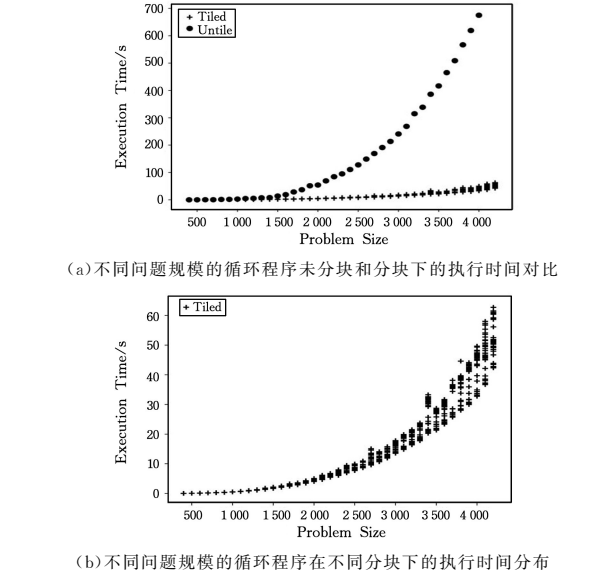 700
600
500
400
300
200
100
0
Execution Time/s
Tiled
Untile
500 1 000 1 500 2 000 2 500 3 000 3 500 4 000
Problem Size
(a)不同问题规模的循环程序未分块和分块下的执行时间对比
60
50
40
30
20
10
0
Execution Time/s
Tiled
500 1 000 1 500 2 000 2 500 3 000 3 500 4 000
Problem Size
(b)不同问题规模的循环程序在不同分块下的执行时间分布